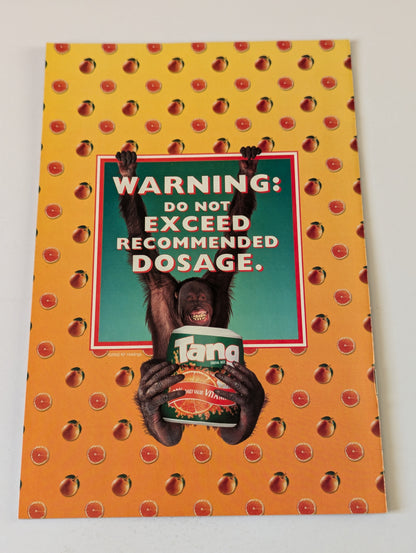 WARNING:
DO NOT
EXCEED
RECOMMENDED
DOSAGE.
Tang